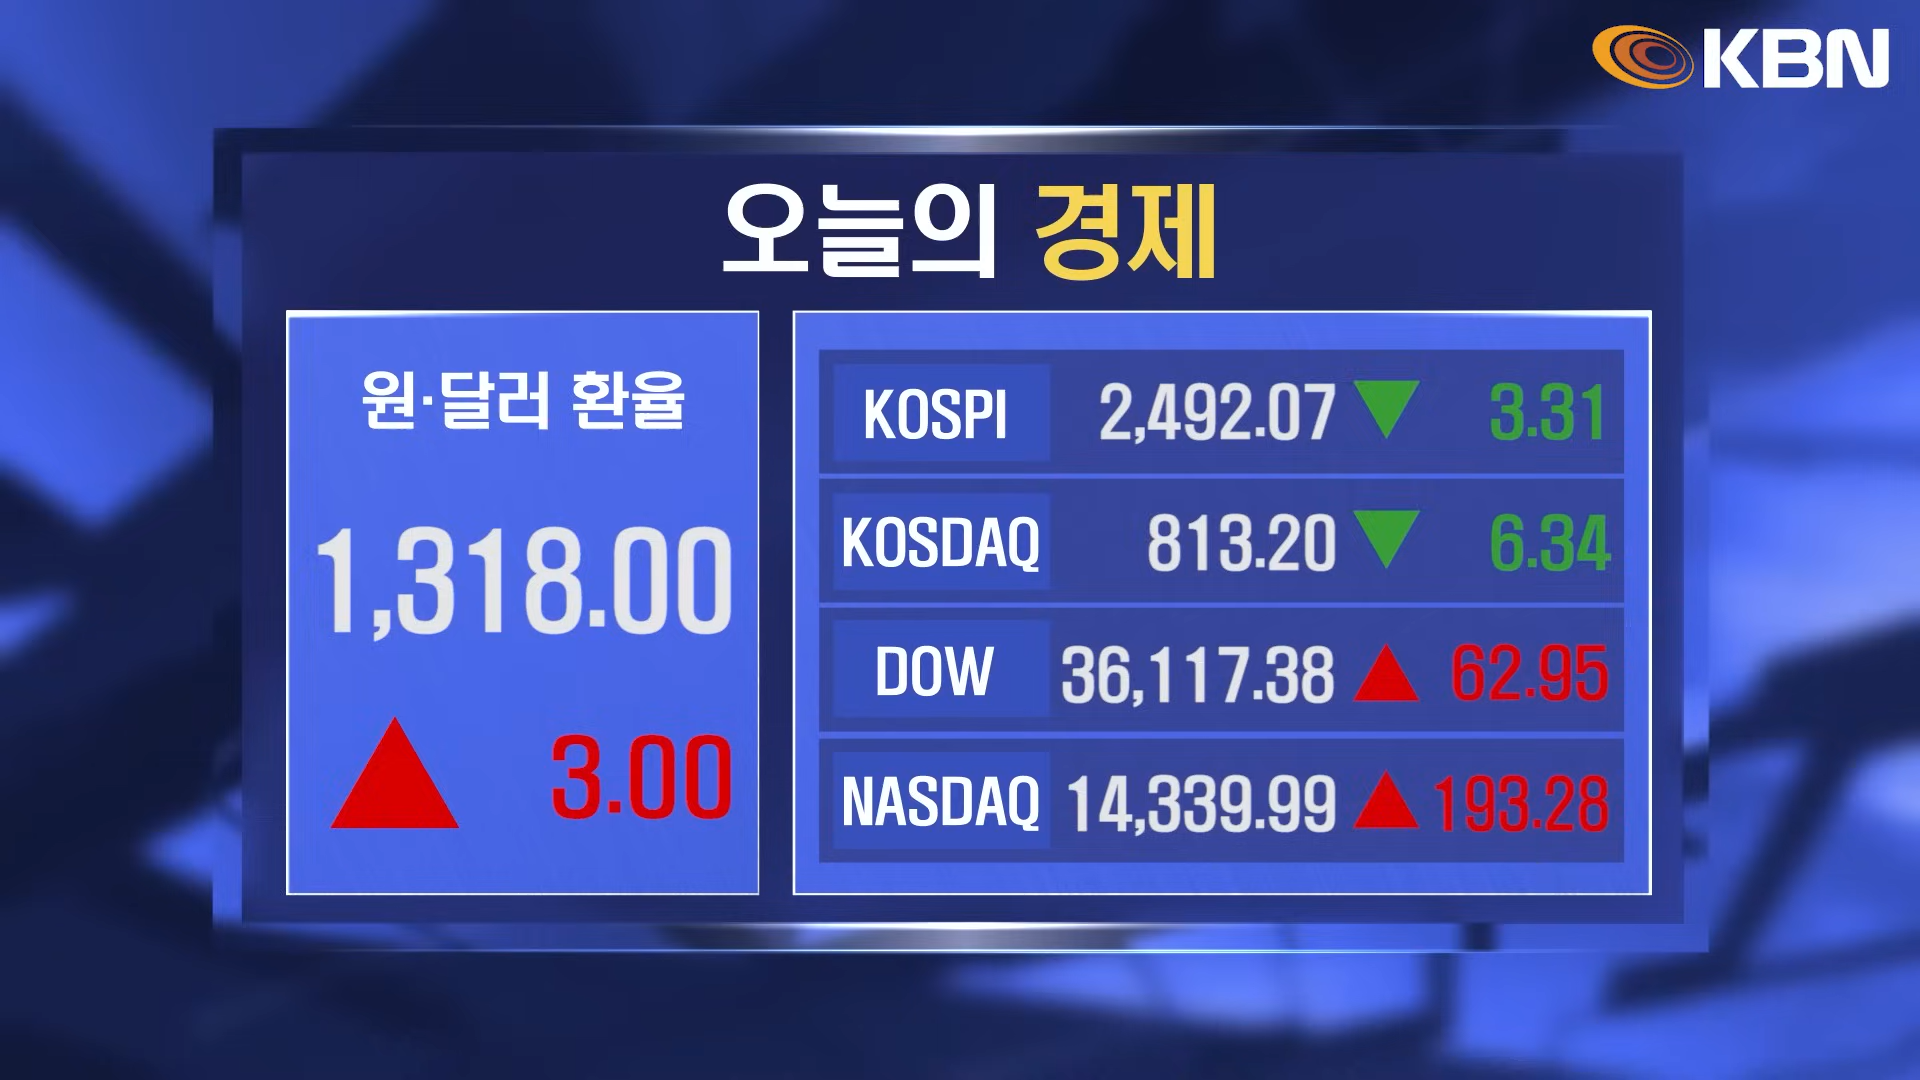 KBN
오늘의 경제
원·달러 환율
1,318.00
▲ 3.00
KOSPI 2,492.07 ▼ 3.31
KOSDAQ 813.20 ▼ 6.34
DOW 36,117.38 ▲ 62.95
NASDAQ 14,339.99 ▲ 193.28